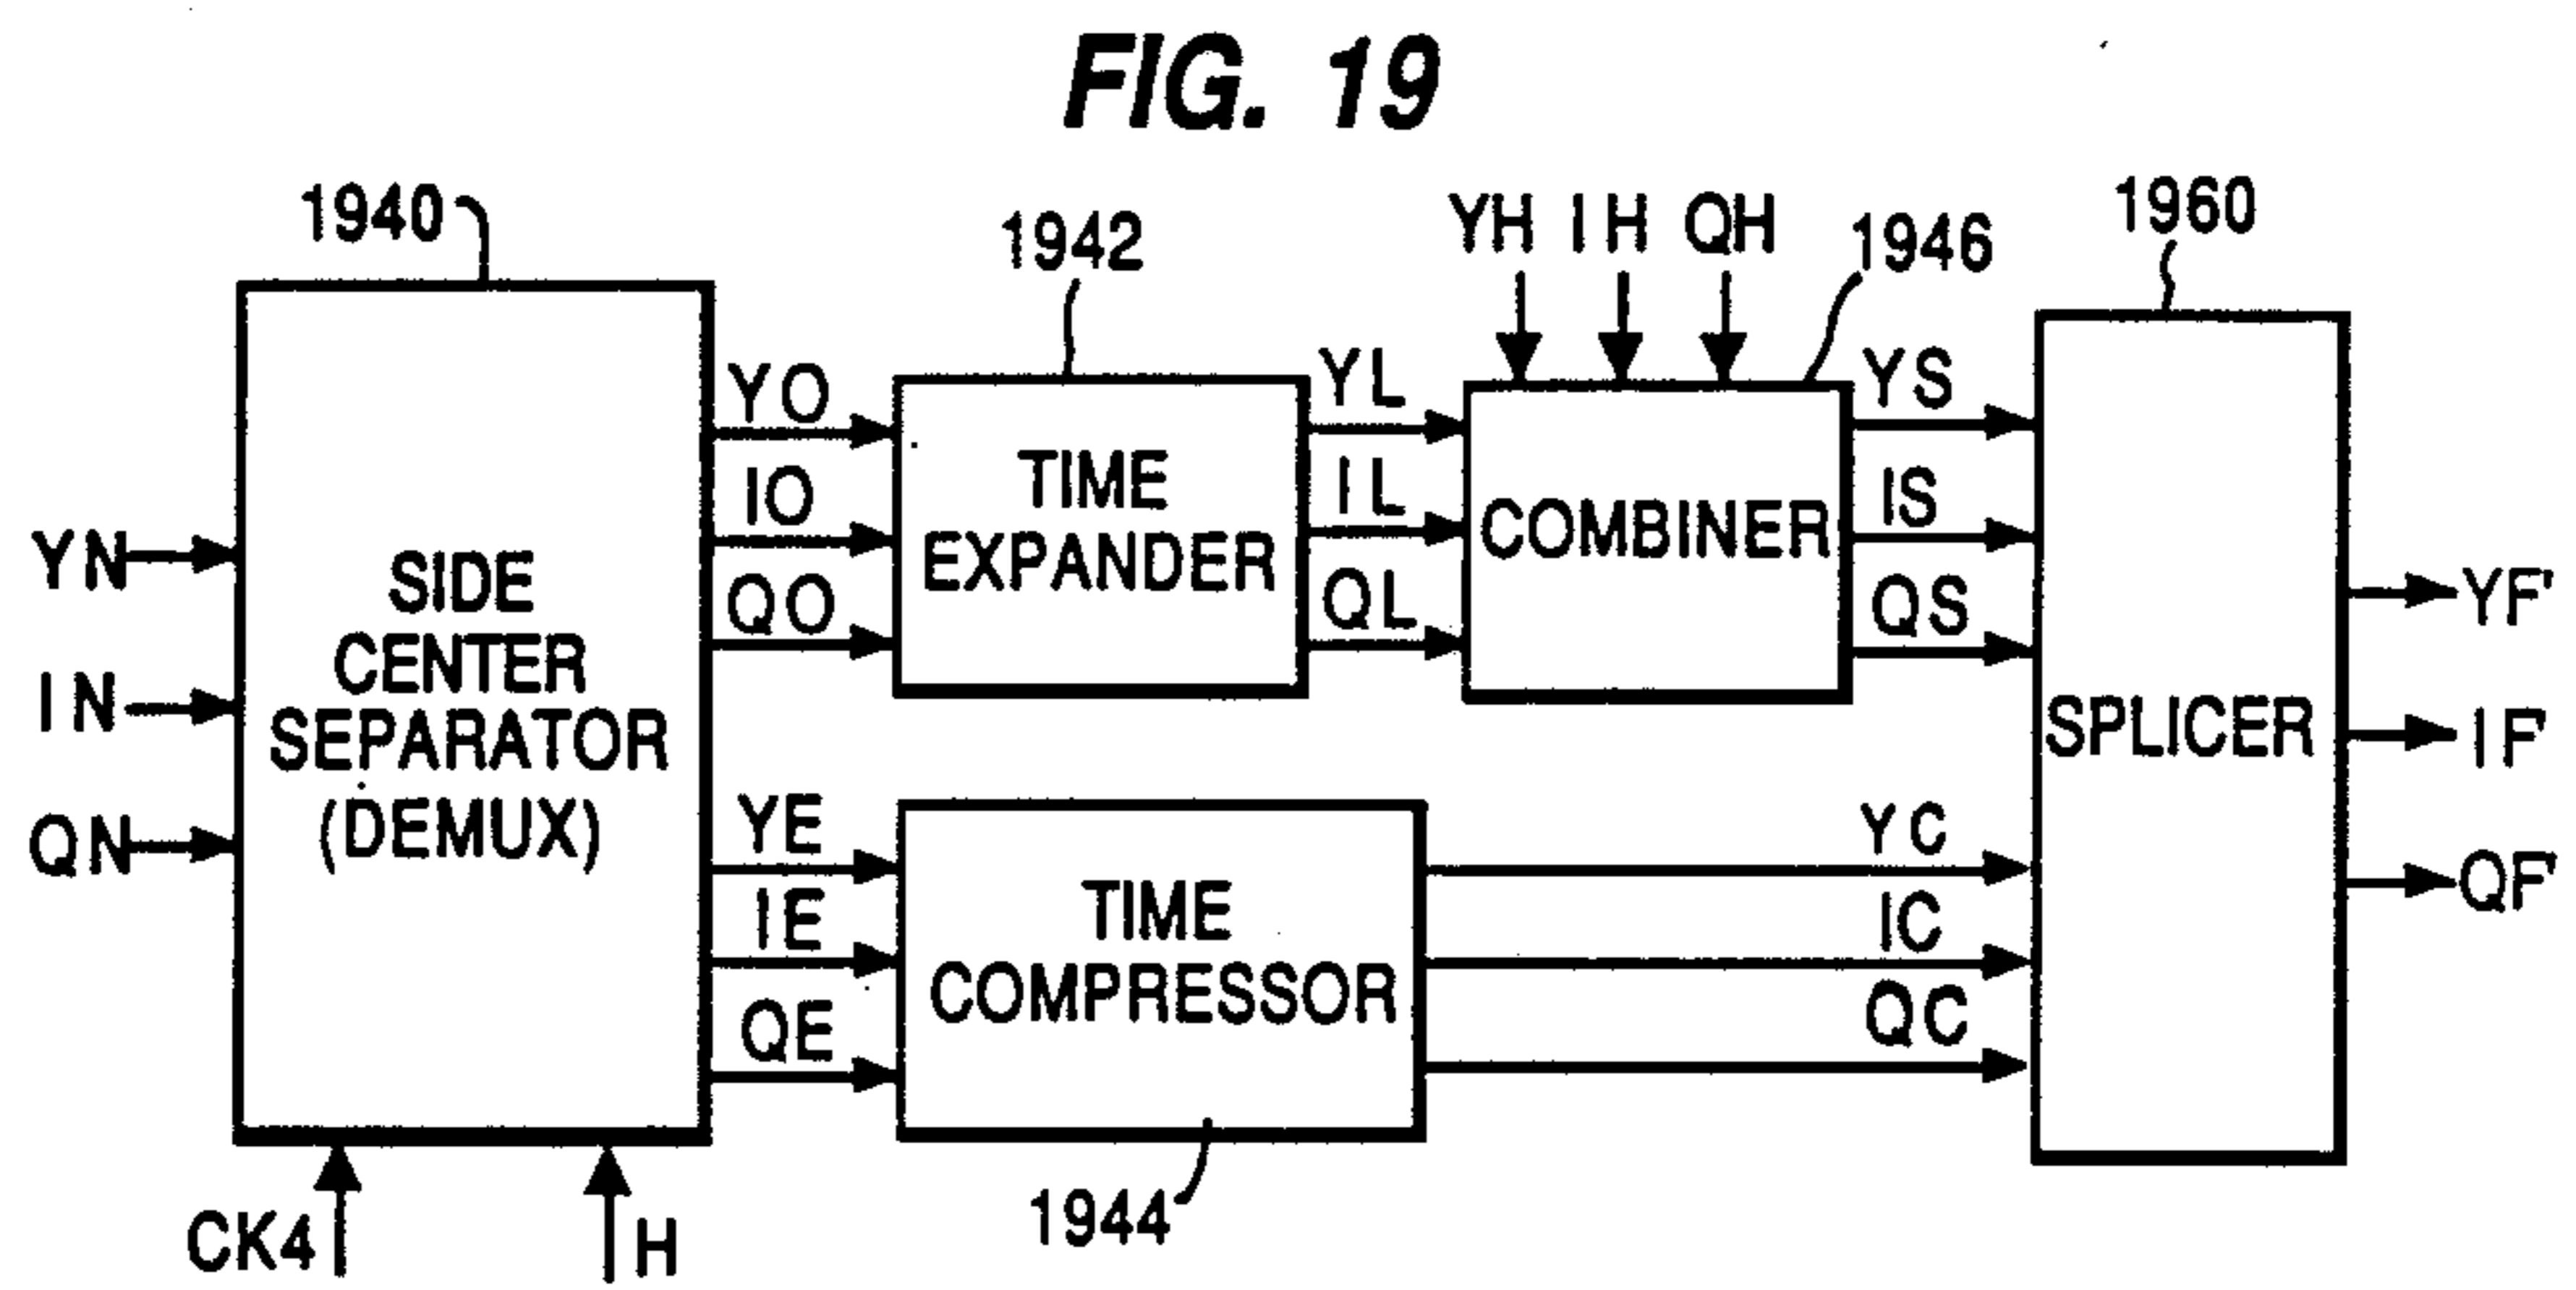 FIG. 19
1940
1942
YH IH QH
1946
1960
YN
IN
QN
SIDE
CENTER
SEPARATOR
(DEMUX)
CK4
H
YO
IO
QO
TIME
EXPANDER
YL
IL
QL
COMBINER
YS
IS
QS
YE
IE
QE
TIME
COMPRESSOR
1944
YC
IC
QC
SPLICER
YF'
IF'
QF'